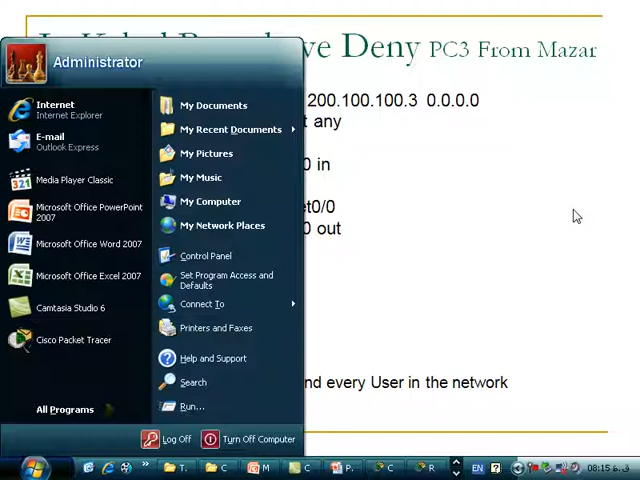 ve Deny PC3 From Mazar
Administrator
200.100.100.3 0.0.0.0
t any
0 in
et0/0
0 out
nd every User in the network
Internet
Internet Explorer
E-mail
Outlook Express
Media Player Classic
Microsoft Office PowerPoint
2007
Microsoft Office Word 2007
Microsoft Office Excel 2007
Camtasia Studio 6
Cisco Packet Tracer
All Programs
My Documents
My Recent Documents
My Pictures
My Music
My Computer
My Network Places
Control Panel
Set Program Access and
Defaults
Connect To
Printers and Faxes
Help and Support
Search
Run...
Log Off
Turn Off Computer
T.
C
M
C
P.
C
R
EN
08:15 ق.ظ